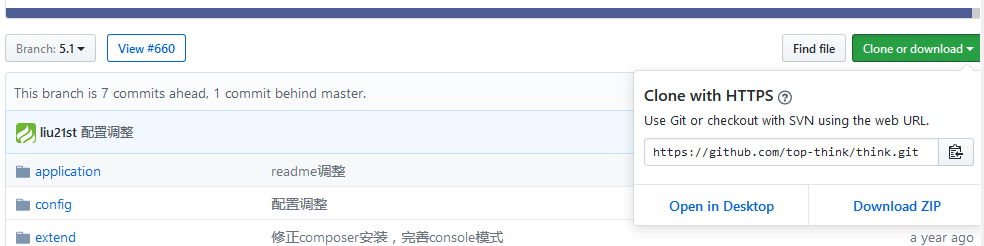 Branch: 5.1
View #660
Find file
Clone or download
This branch is 7 commits ahead, 1 commit behind master.
Clone with HTTPS ?
Use Git or checkout with SVN using the web URL.
https://github.com/top-think/think.git
Open in Desktop
Download ZIP
liu21st 配置调整
application readme调整
config 配置调整
extend 修正composer安装，完善console模式 a year ago